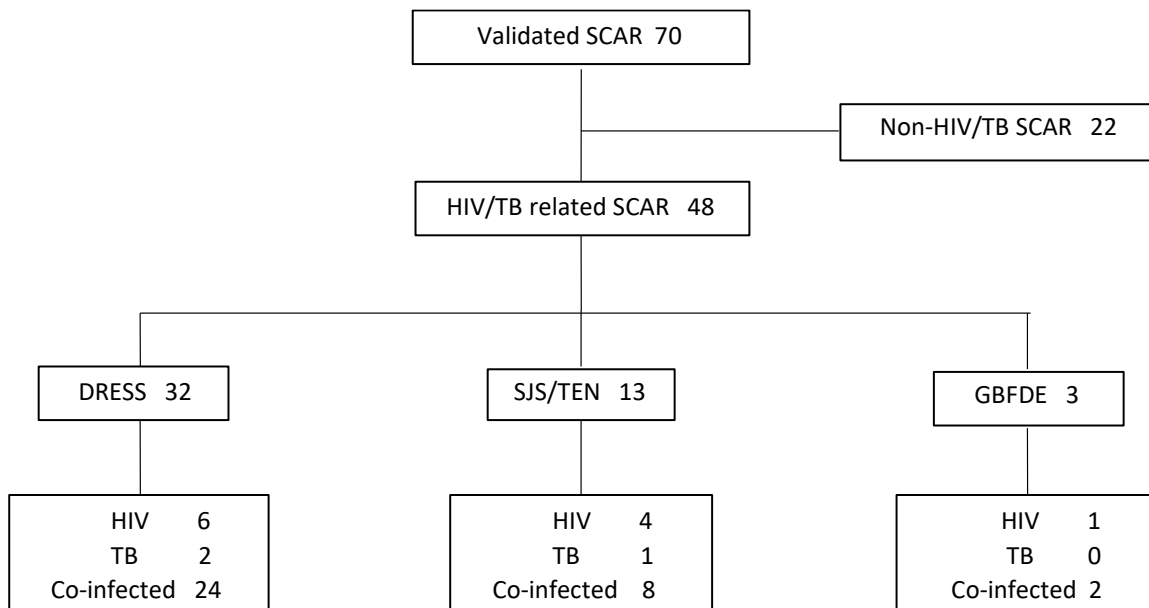 Validated SCAR 70
Non-HIV/TB SCAR 22
HIV/TB related SCAR 48
DRESS 32
SJS/TEN 13
GBFDE 3
HIV 6
TB 2
Co-infected 24
HIV 4
TB 1
Co-infected 8
HIV 1
TB 0
Co-infected 2